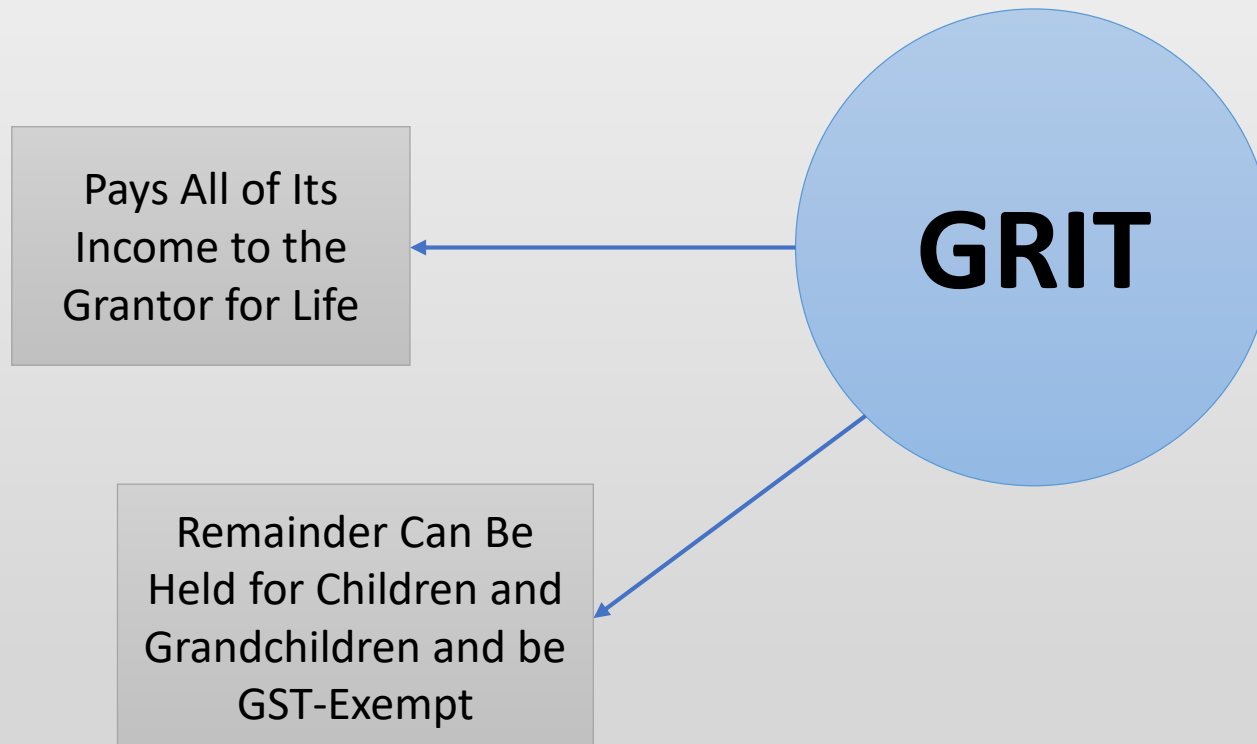 Pays All of Its
Income to the
Grantor for Life
GRIT
Remainder Can Be
Held for Children and
Grandchildren and be
GST-Exempt